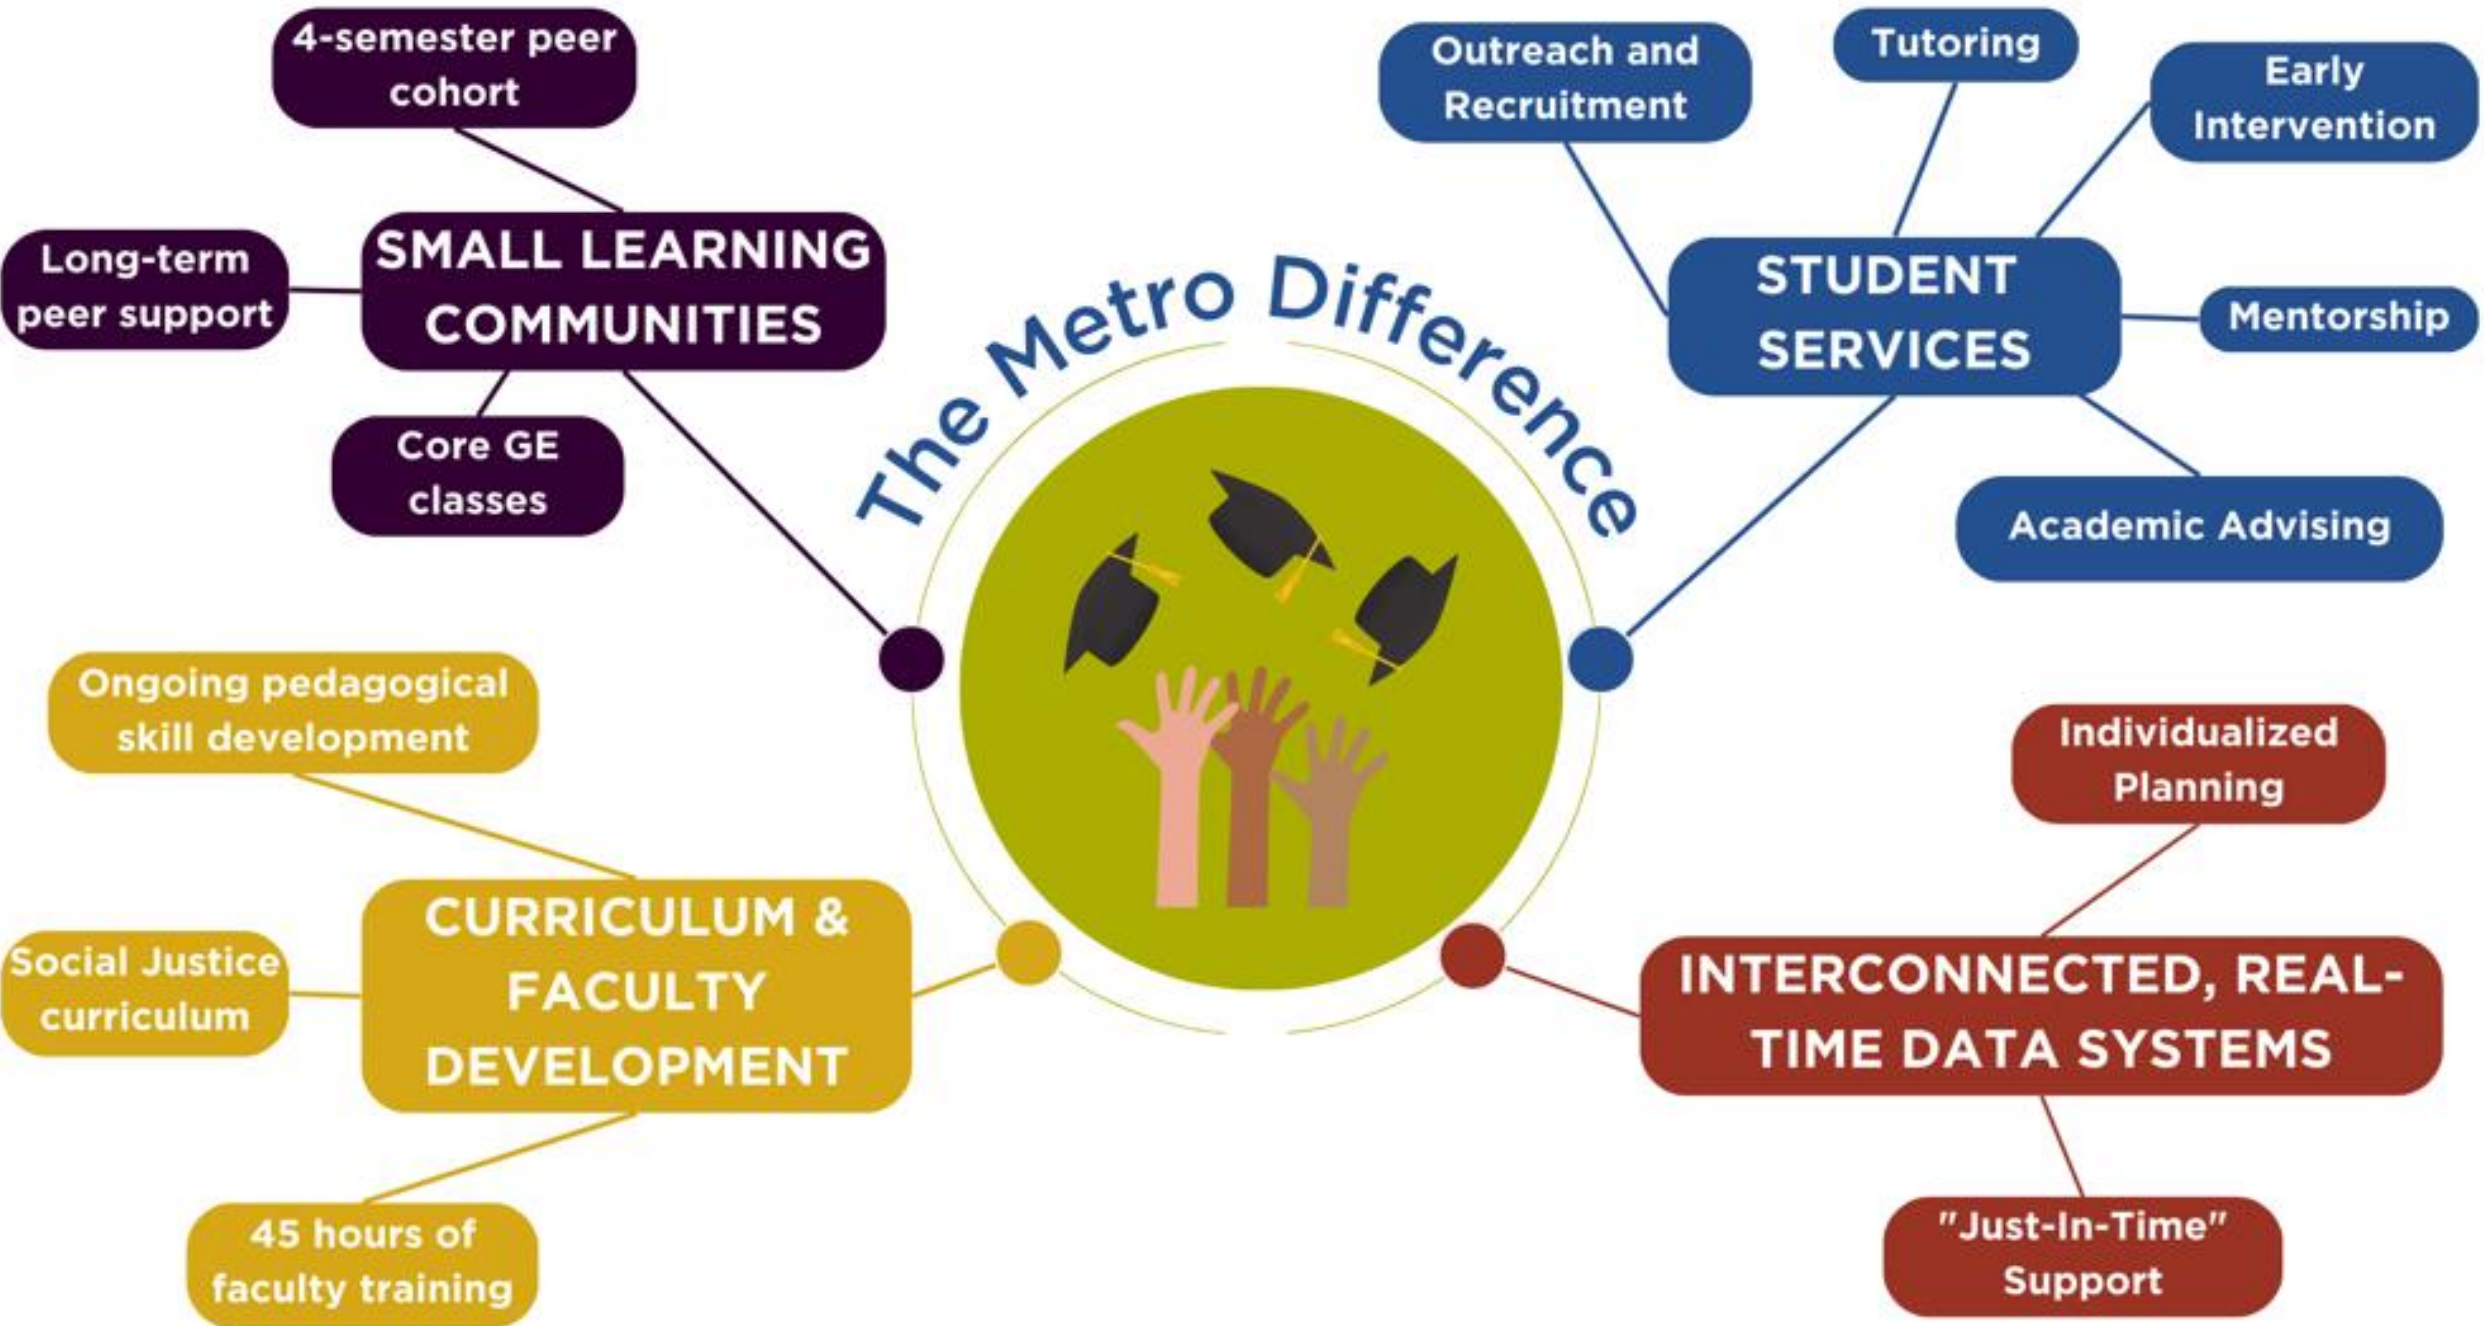 The Metro Difference
4-semester peer
cohort
Long-term
peer support
SMALL LEARNING
COMMUNITIES
Core GE
classes
Outreach and
Recruitment
Tutoring
Early
Intervention
STUDENT
SERVICES
Mentorship
Academic Advising
Ongoing pedagogical
skill development
Social Justice
curriculum
CURRICULUM &
FACULTY
DEVELOPMENT
45 hours of
faculty training
Individualized
Planning
INTERCONNECTED, REAL-
TIME DATA SYSTEMS
"Just-In-Time"
Support